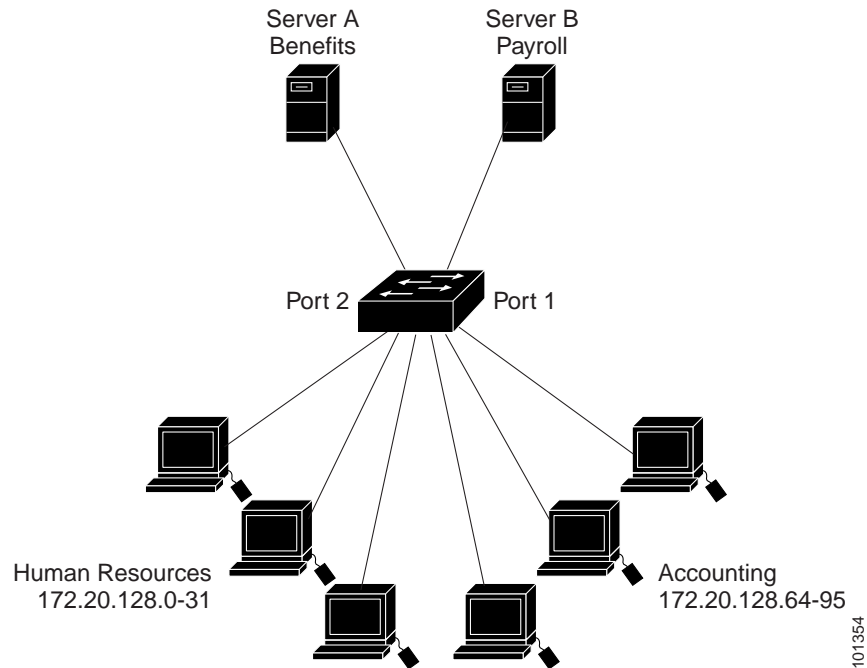 Server A
Benefits
Server B
Payroll
Port 2
Port 1
Human Resources
172.20.128.0-31
Accounting
172.20.128.64-95
101354